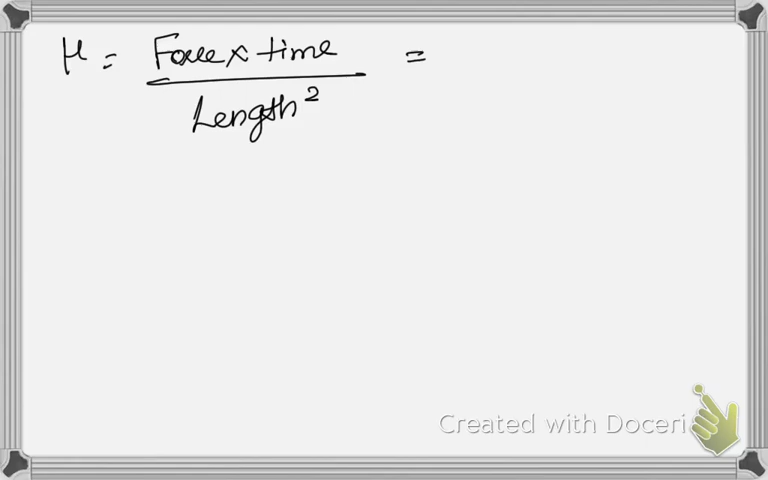 μ = Force x time / Length² =
Created with Doceri